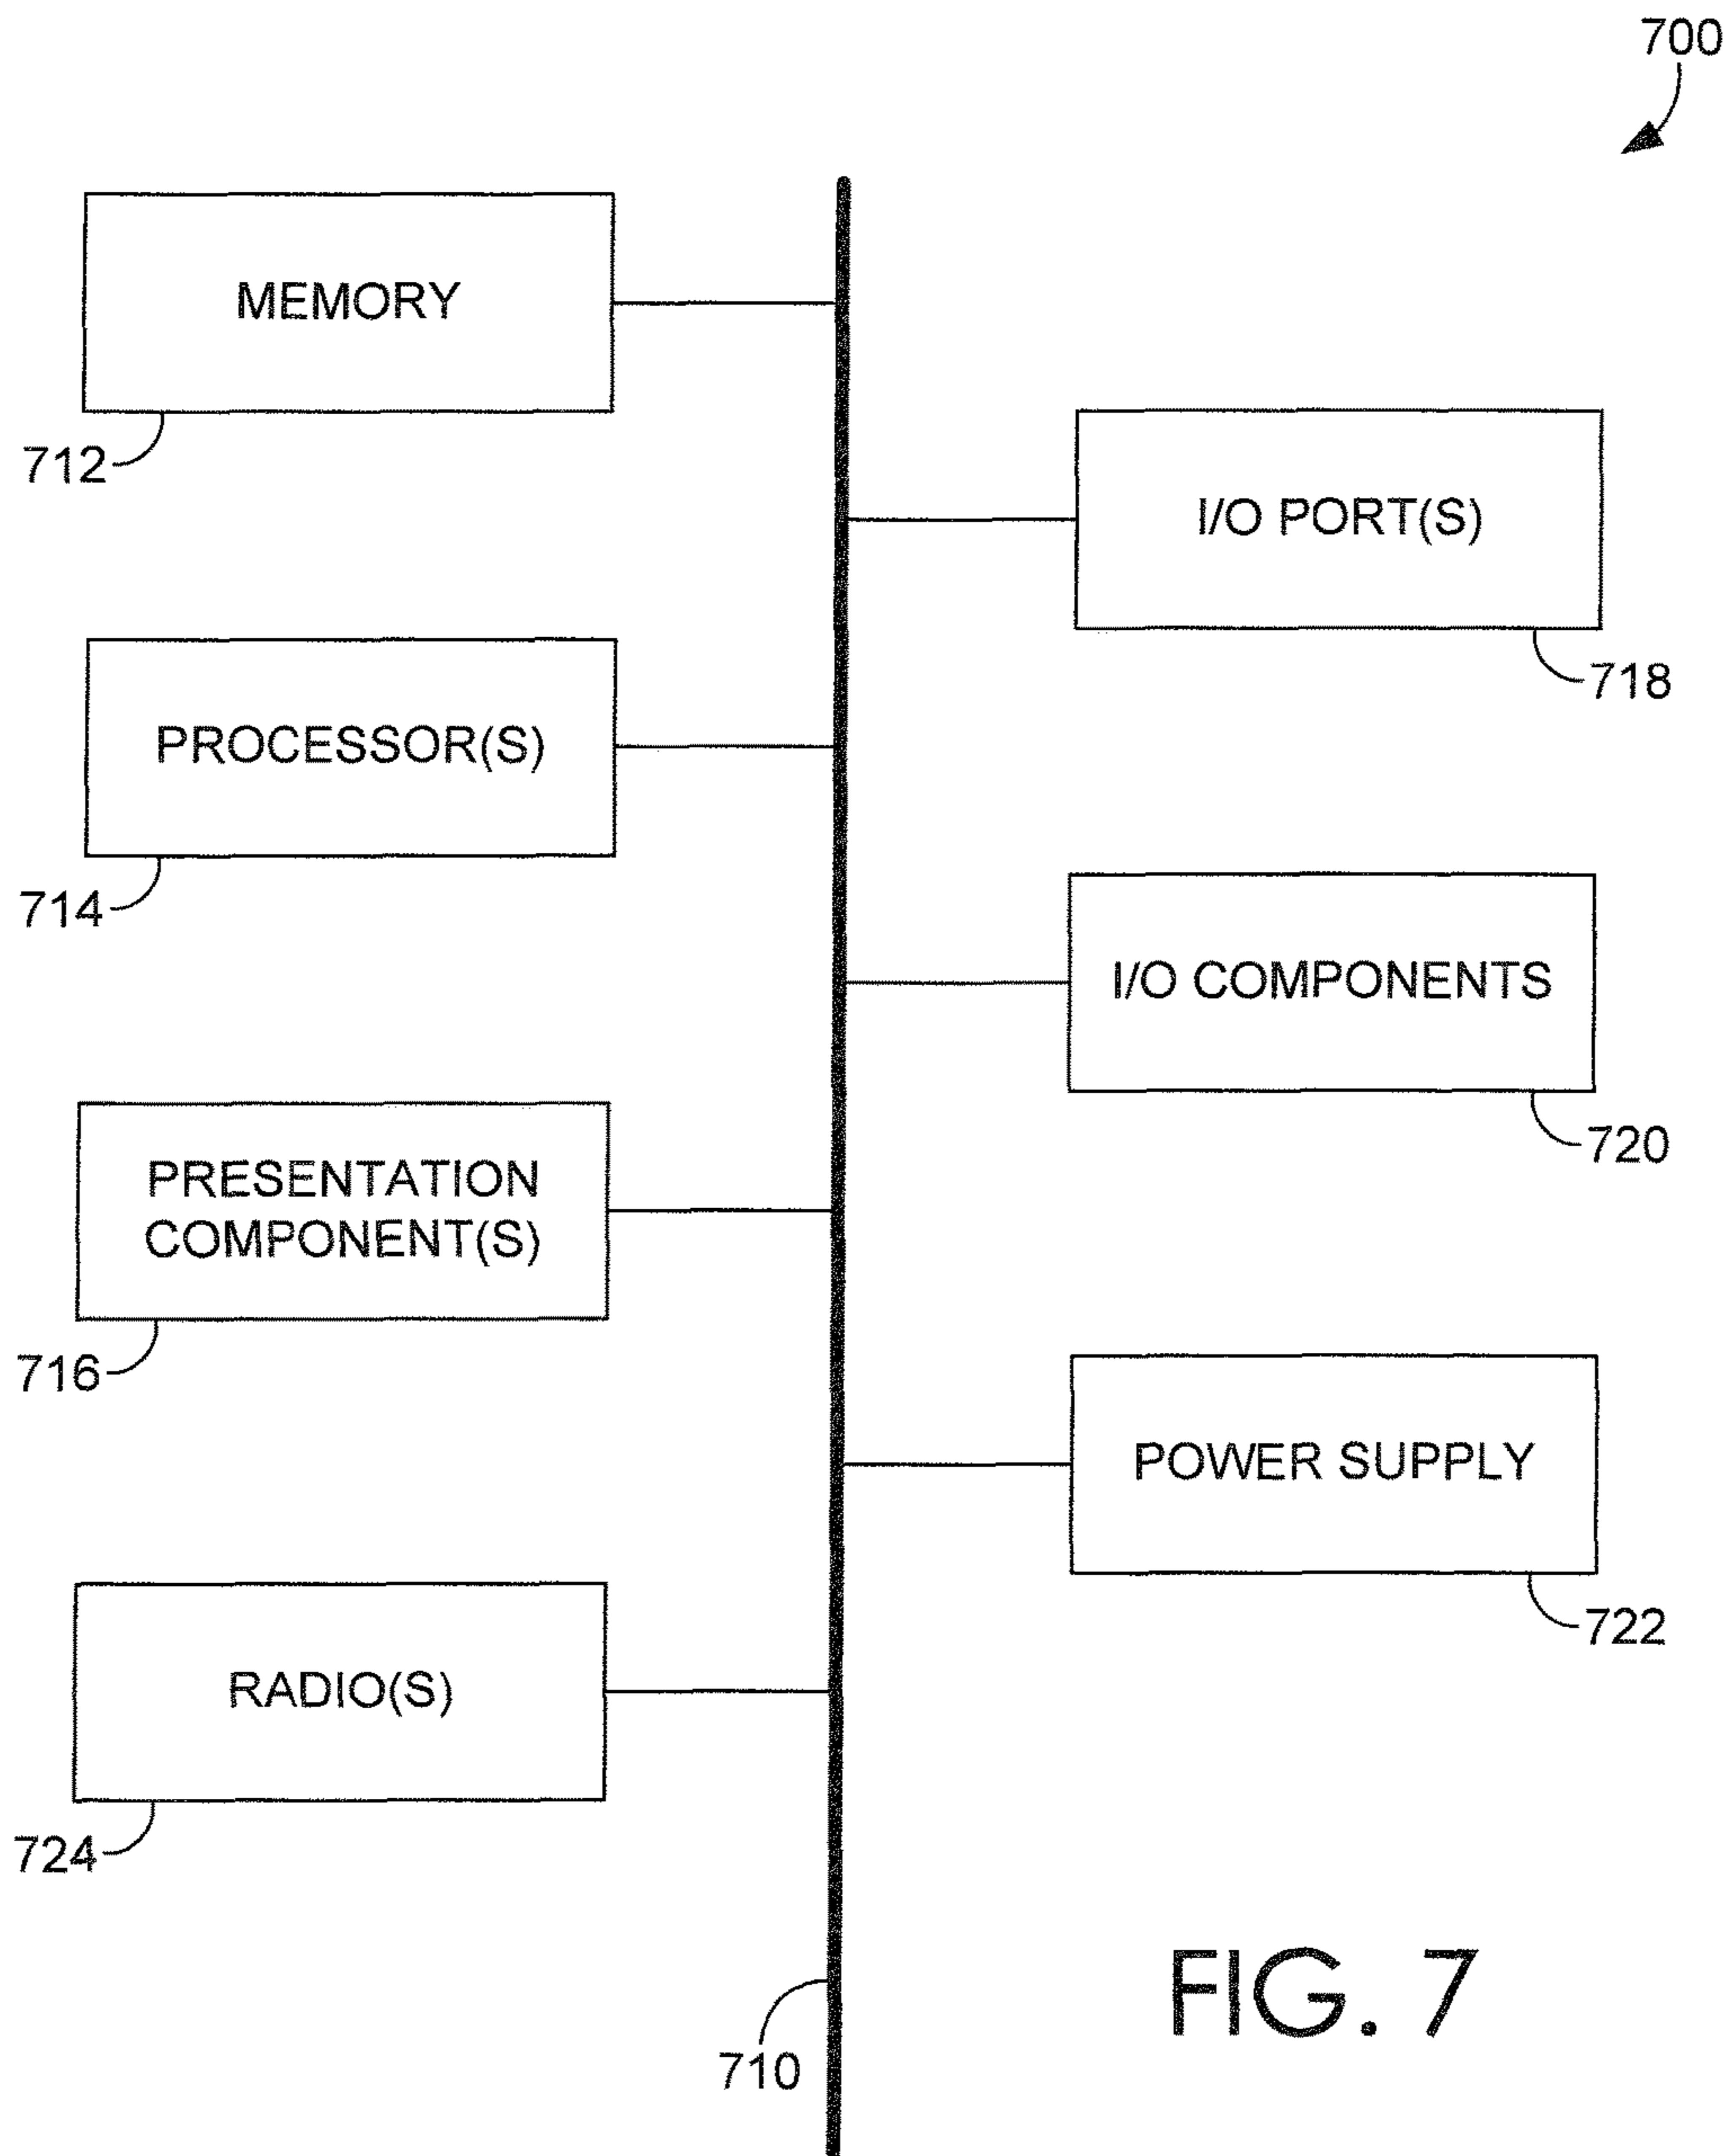 700
MEMORY
712
I/O PORT(S)
718
PROCESSOR(S)
714
I/O COMPONENTS
720
PRESENTATION
COMPONENT(S)
716
POWER SUPPLY
722
RADIO(S)
724
710
FIG. 7